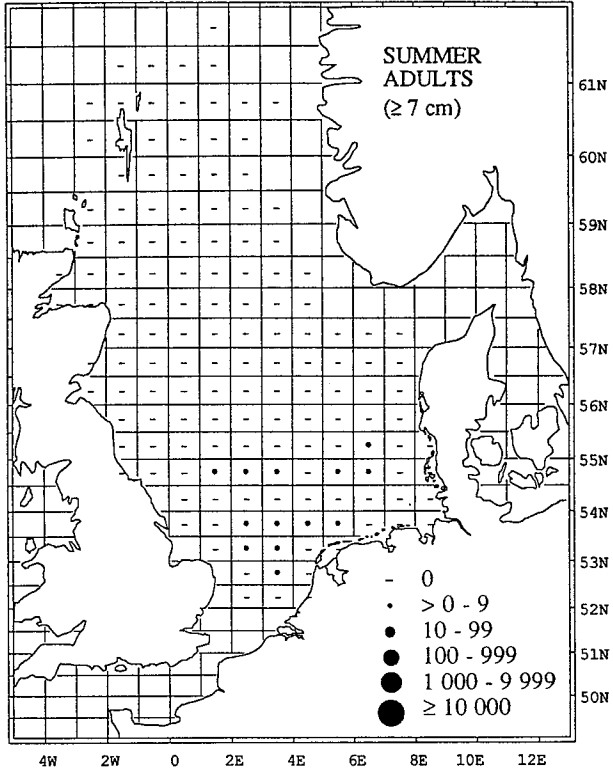 SUMMER
ADULTS
(≥ 7 cm)
61N
60N
59N
58N
57N
56N
55N
54N
53N
52N
51N
50N
- 0
> 0 - 9
10 - 99
100 - 999
1 000 - 9 999
≥ 10 000
4W 2W 0 2E 4E 6E 8E 10E 12E